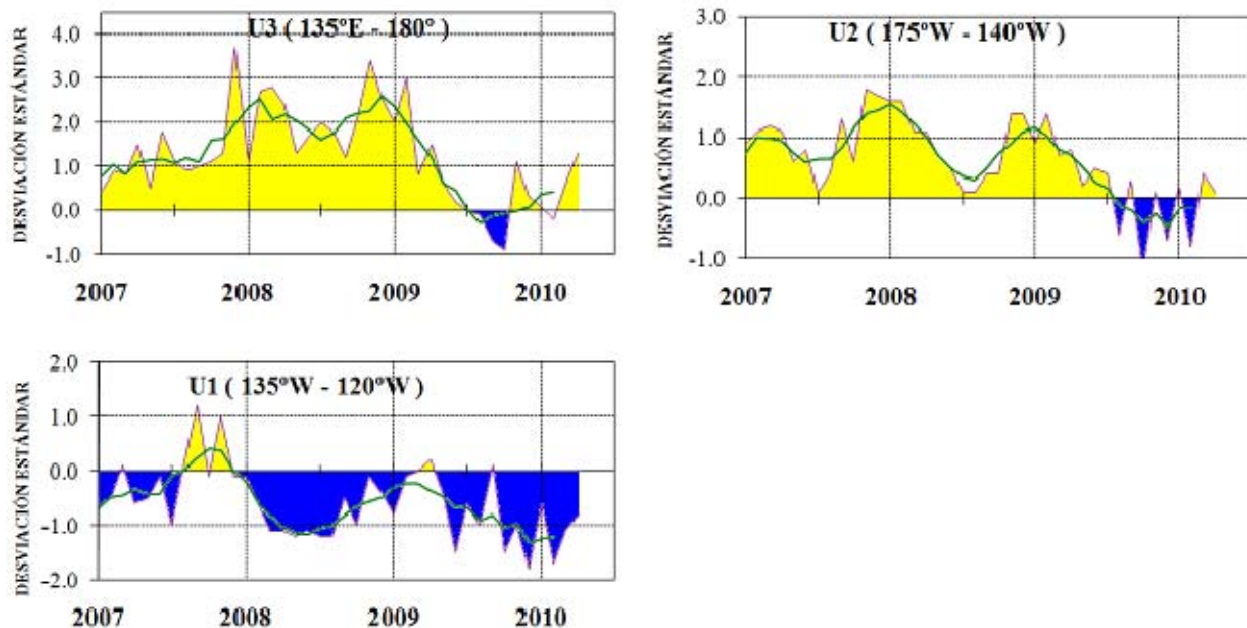 U3 ( 135ºE - 180° )
DESVIACIÓN ESTÁNDAR
4.0
3.0
2.0
1.0
0.0
-1.0
2007 2008 2009 2010
U2 ( 175ºW - 140ºW )
DESVIACIÓN ESTÁNDAR
3.0
2.0
1.0
0.0
-1.0
2007 2008 2009 2010
U1 ( 135ºW - 120ºW )
DESVIACIÓN ESTÁNDAR
2.0
1.0
0.0
-1.0
-2.0
2007 2008 2009 2010